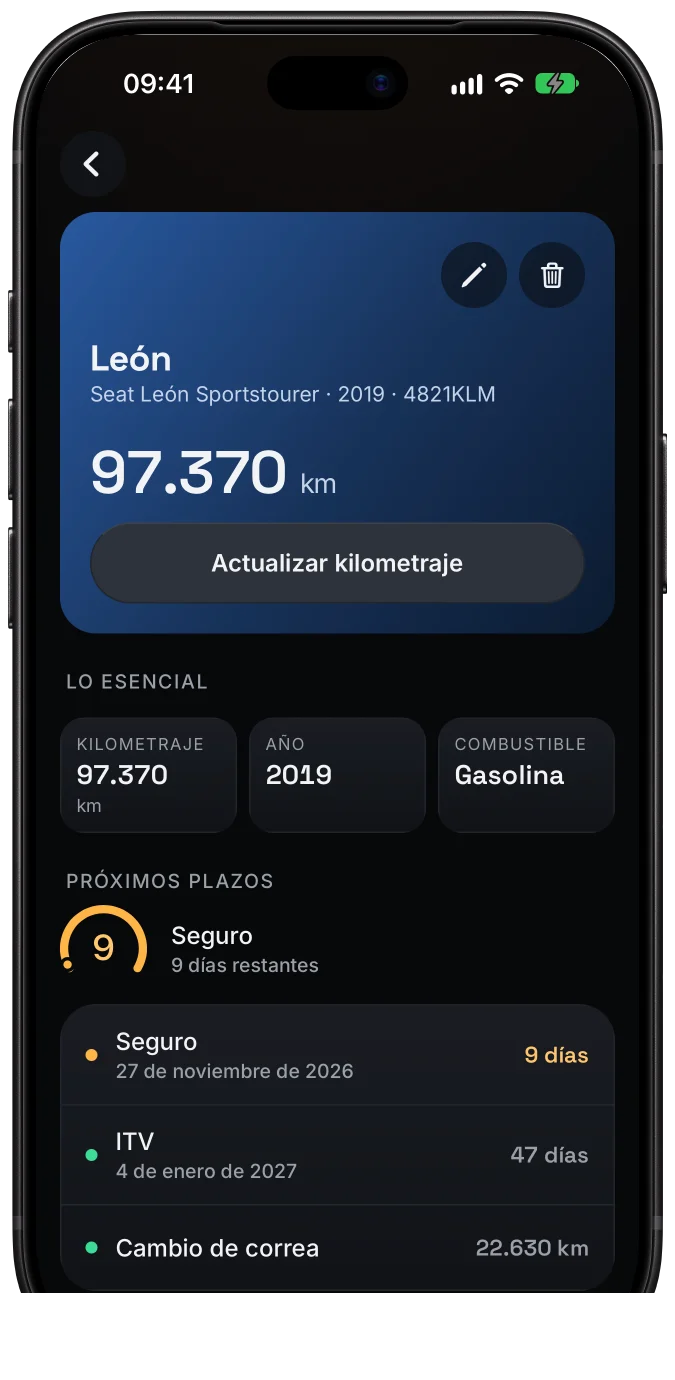 09:41
León
Seat León Sportstourer · 2019 · 4821KLM
97.370 km
Actualizar kilometraje
LO ESENCIAL
KILOMETRAJE
97.370
km
AÑO
2019
COMBUSTIBLE
Gasolina
PRÓXIMOS PLAZOS
9
Seguro
9 días restantes
Seguro
27 de noviembre de 2026
9 días
ITV
4 de enero de 2027
47 días
Cambio de correa
22.630 km